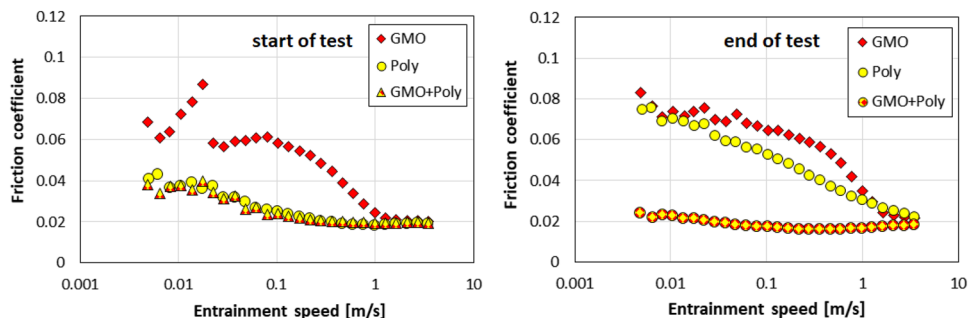 0.12
0.1
0.08
0.06
0.04
0.02
0
Friction coefficient
start of test
GMO
Poly
GMO+Poly
0.001
0.01
0.1
1
10
Entrainment speed [m/s]
0.12
0.1
0.08
0.06
0.04
0.02
0
Friction coefficient
end of test
GMO
Poly
GMO+Poly
0.001
0.01
0.1
1
10
Entrainment speed [m/s]